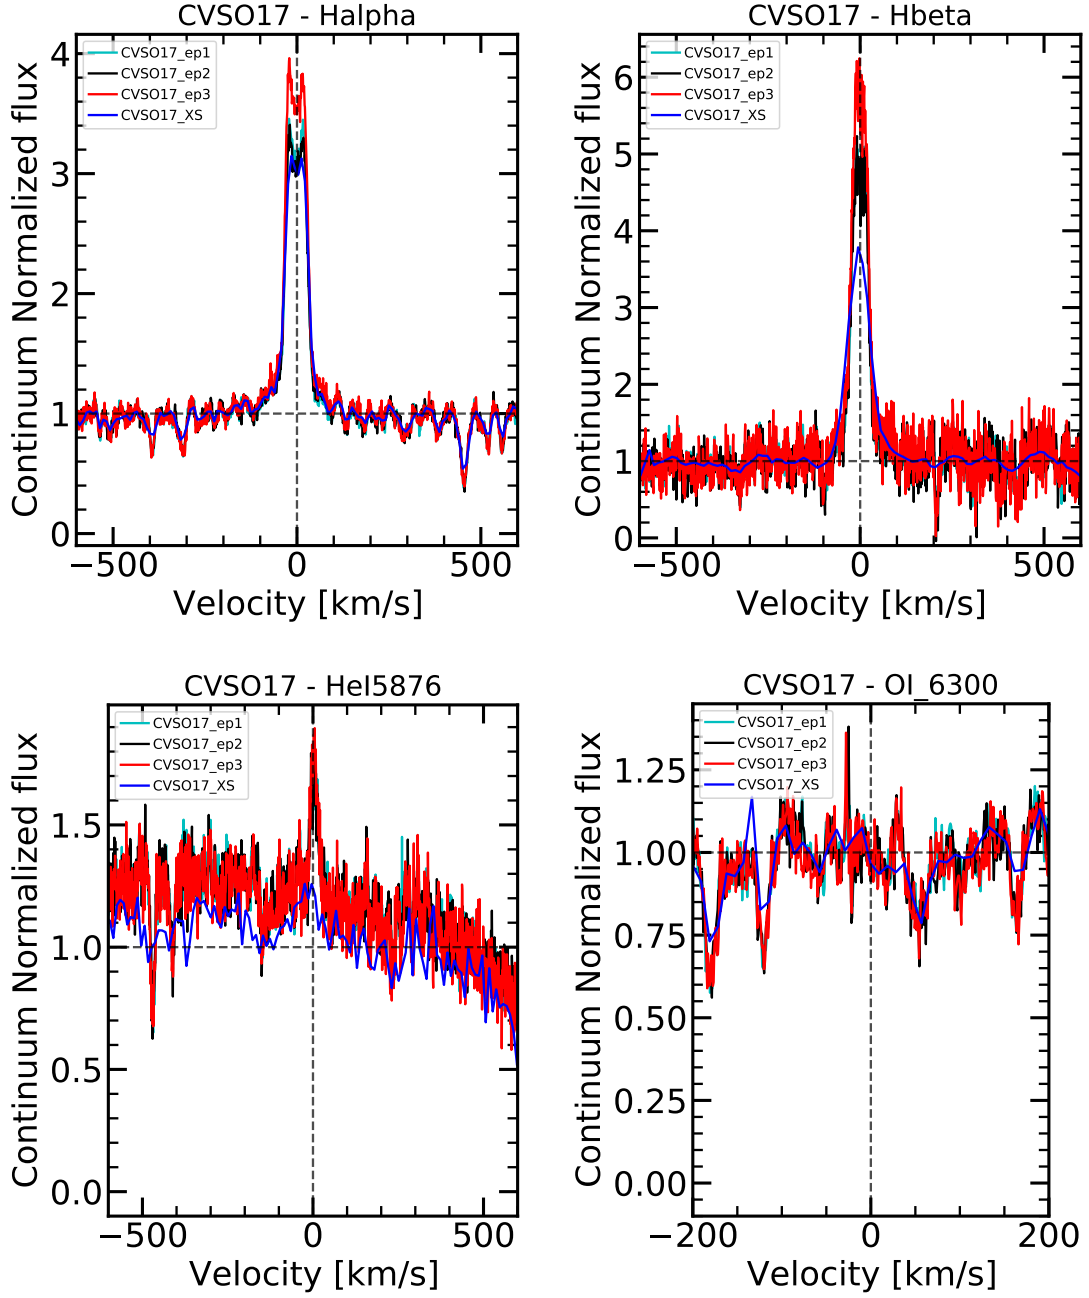 CVSO17 - Halpha
CVSO17_ep1
CVSO17_ep2
CVSO17_ep3
CVSO17_XS
Continuum Normalized flux
4
3
2
1
0
−500
0
500
Velocity [km/s]
CVSO17 - Hbeta
CVSO17_ep1
CVSO17_ep2
CVSO17_ep3
CVSO17_XS
Continuum Normalized flux
6
5
4
3
2
1
0
−500
0
500
Velocity [km/s]
CVSO17 - HeI5876
CVSO17_ep1
CVSO17_ep2
CVSO17_ep3
CVSO17_XS
Continuum Normalized flux
1.5
1.0
0.5
0.0
−500
0
500
Velocity [km/s]
CVSO17 - OI_6300
CVSO17_ep1
CVSO17_ep2
CVSO17_ep3
CVSO17_XS
Continuum Normalized flux
1.25
1.00
0.75
0.50
0.25
0.00
−200
0
200
Velocity [km/s]